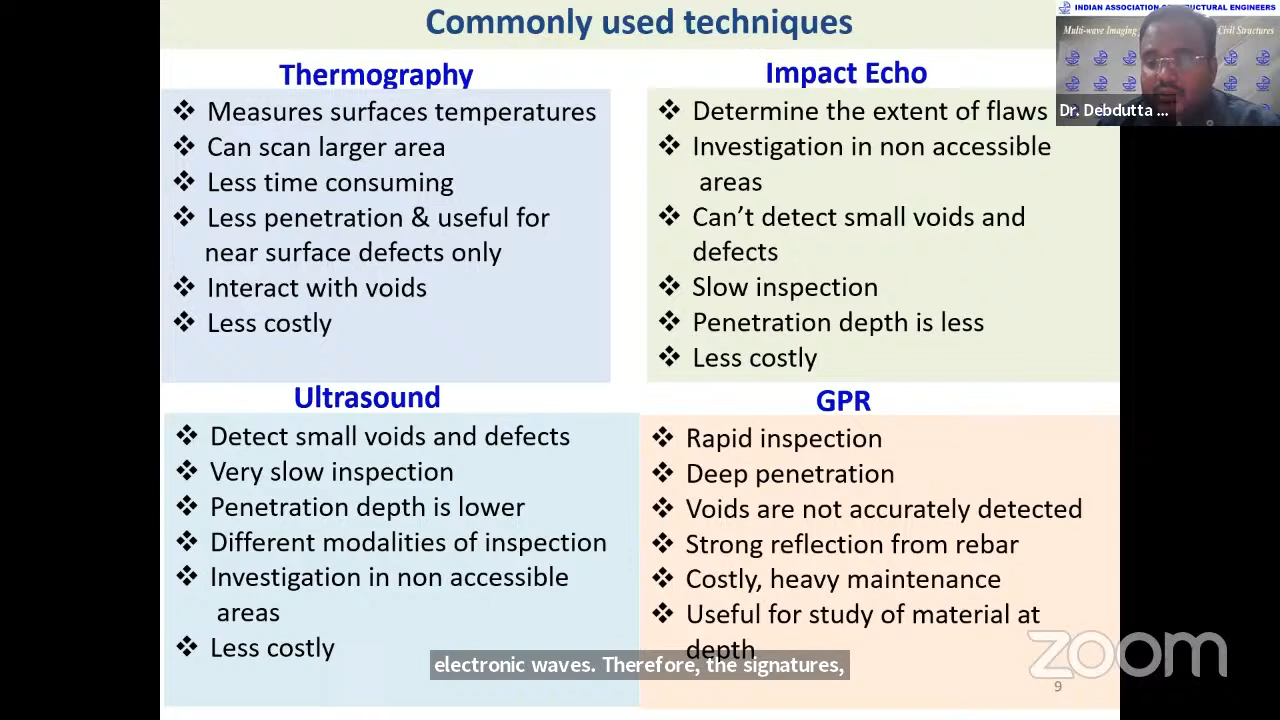 Commonly used techniques
INDIAN ASSOCIATION STRUCTURAL ENGINEERS
Multi-wave Imaging Civil Structures
Dr. Debdutta ...
Thermography
❖ Measures surfaces temperatures
❖ Can scan larger area
❖ Less time consuming
❖ Less penetration & useful for
near surface defects only
❖ Interact with voids
❖ Less costly
Impact Echo
❖ Determine the extent of flaws
❖ Investigation in non accessible
areas
❖ Can’t detect small voids and
defects
❖ Slow inspection
❖ Penetration depth is less
❖ Less costly
Ultrasound
❖ Detect small voids and defects
❖ Very slow inspection
❖ Penetration depth is lower
❖ Different modalities of inspection
❖ Investigation in non accessible
areas
❖ Less costly
GPR
❖ Rapid inspection
❖ Deep penetration
❖ Voids are not accurately detected
❖ Strong reflection from rebar
❖ Costly, heavy maintenance
❖ Useful for study of material at
depth
electronic waves. Therefore, the signatures,
zoom
9